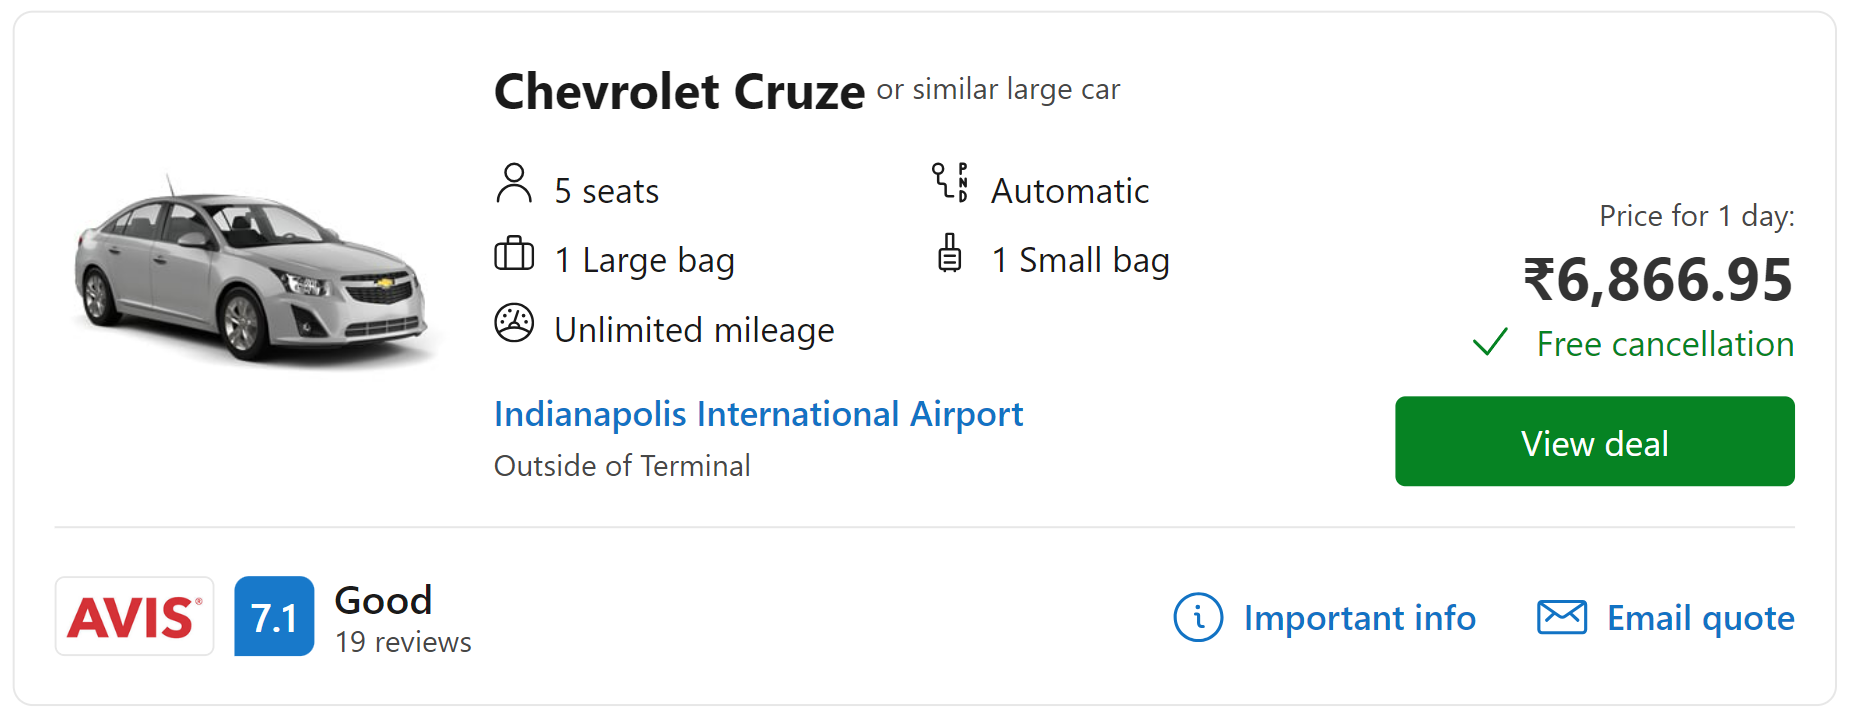 Chevrolet Cruze or similar large car
5 seats
Automatic
1 Large bag
1 Small bag
Unlimited mileage
Indianapolis International Airport
Outside of Terminal
Price for 1 day:
₹6,866.95
Free cancellation
View deal
AVIS®
7.1
Good
19 reviews
Important info
Email quote